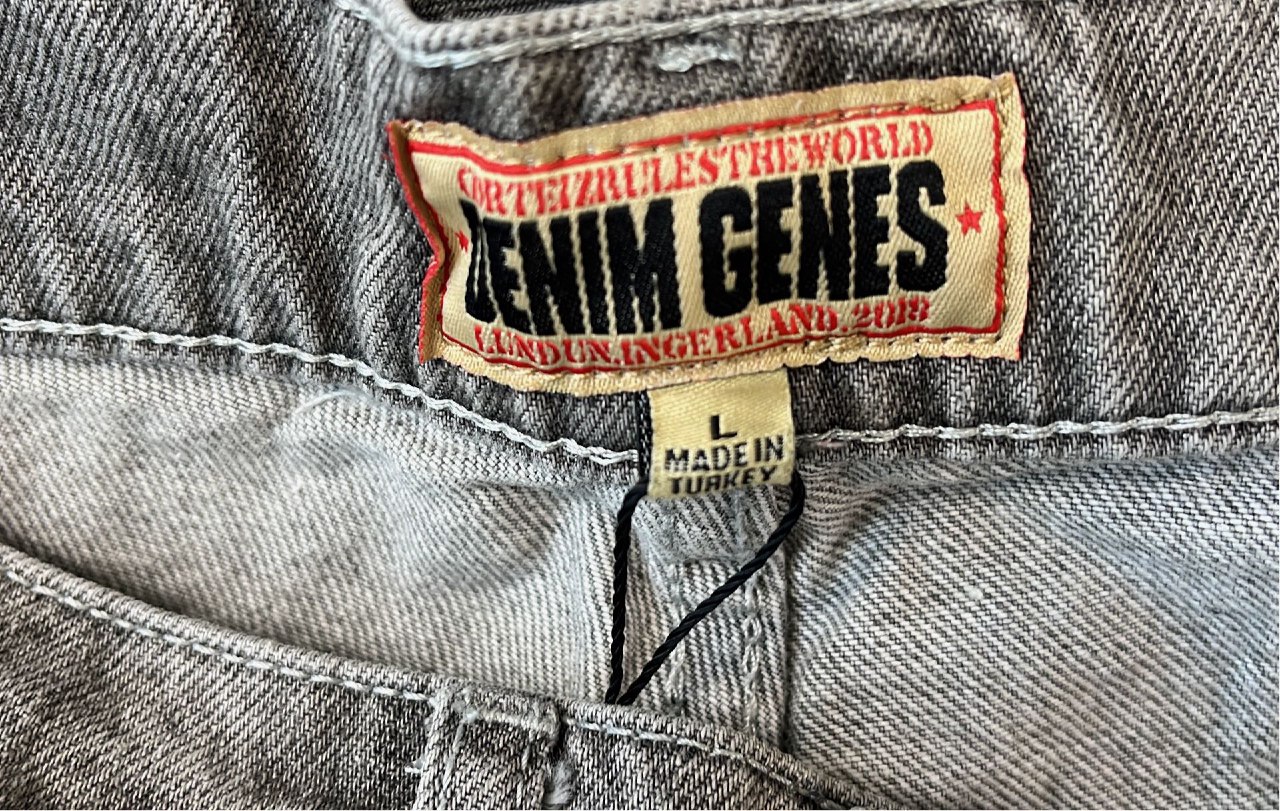 CORTEIZRULESTHEWORLD
DENIM GENES
LUNDUN.INGERLAND.2018
L
MADE IN
TURKEY